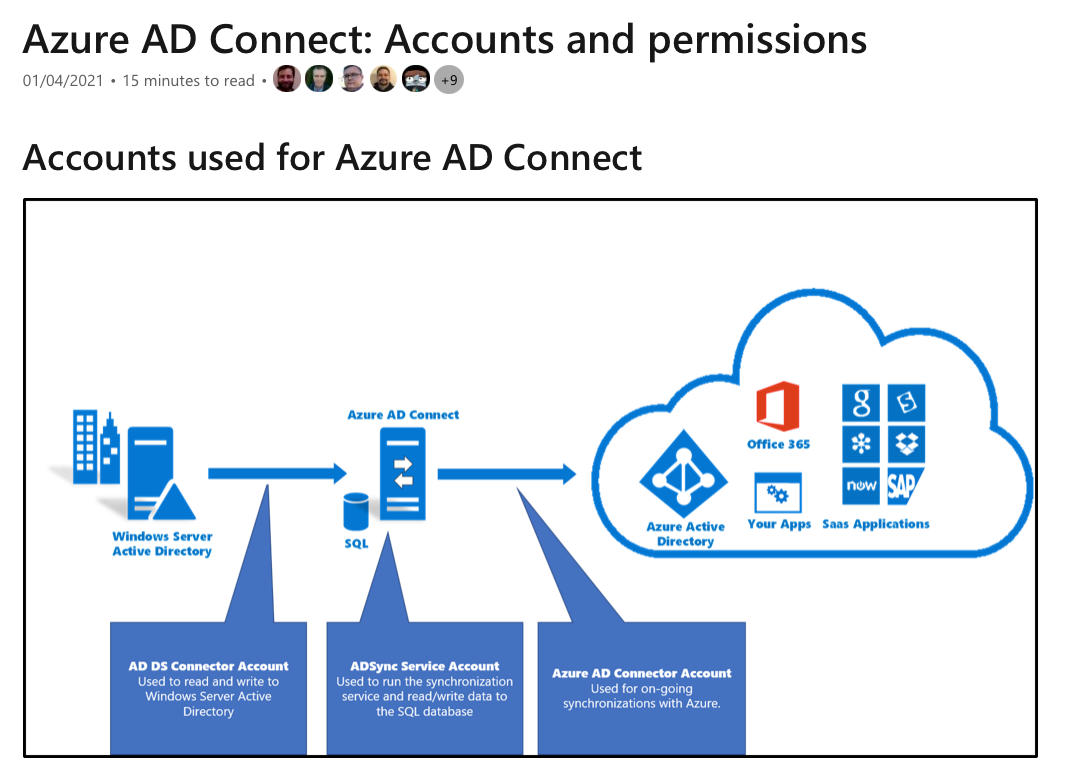 Azure AD Connect: Accounts and permissions
01/04/2021 • 15 minutes to read • +9
Accounts used for Azure AD Connect
Azure AD Connect
Office 365
g
now
SAP
Windows Server
Active Directory
SQL
Azure Active
Directory
Your Apps
Saas Applications
AD DS Connector Account
Used to read and write to
Windows Server Active
Directory
ADSync Service Account
Used to run the synchronization
service and read/write data to
the SQL database
Azure AD Connector Account
Used for on-going
synchronizations with Azure.